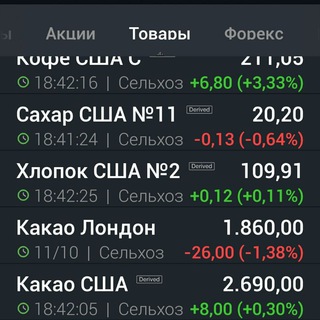 Акции Товары Форекс
Кофе США С 211,05
18:42:16 | Сельхоз +6,80 (+3,33%)
Сахар США №11 Derived 20,20
18:41:24 | Сельхоз -0,13 (-0,64%)
Хлопок США №2 Derived 109,91
18:42:25 | Сельхоз +0,12 (+0,11%)
Какао Лондон 1.860,00
11/10 | Сельхоз -26,00 (-1,38%)
Какао США Derived 2.690,00
18:42:05 | Сельхоз +8,00 (+0,30%)